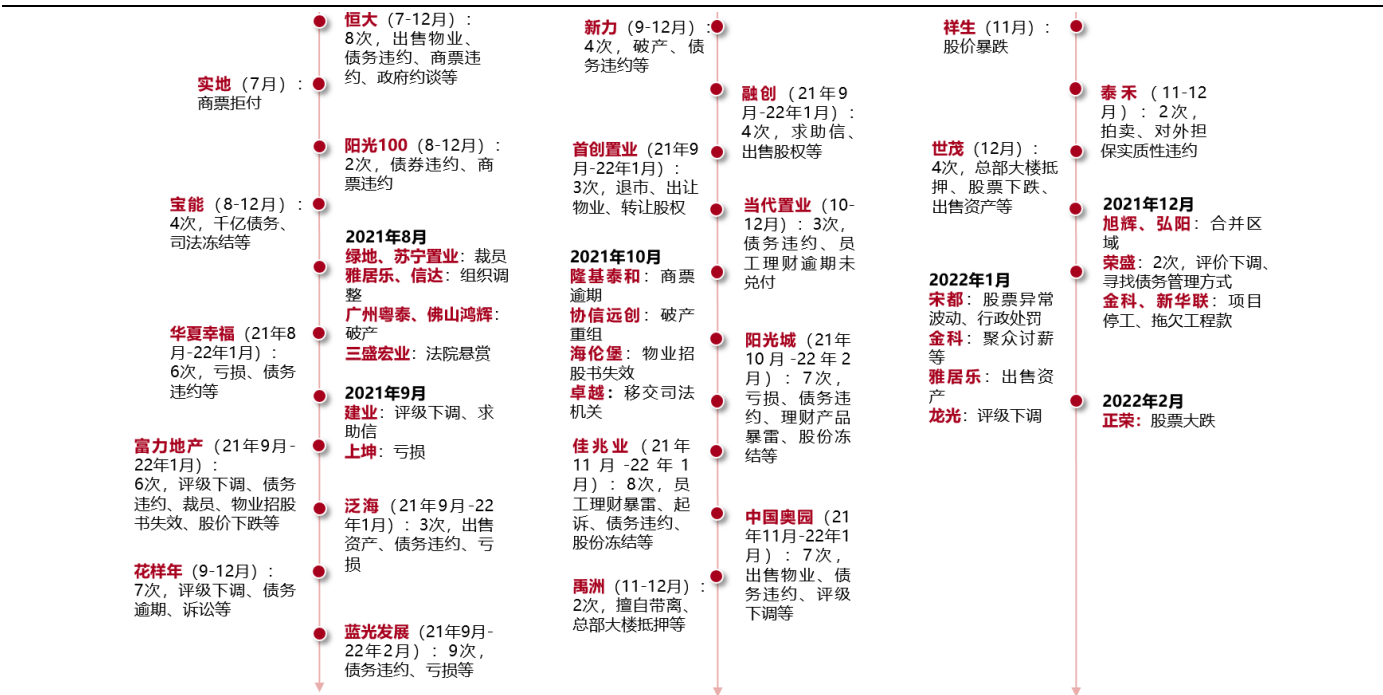 恒大（7-12月）：
8次，出售物业、
债务违约、商票违
约、政府约谈等
实地（7月）：
商票拒付
阳光100（8-12月）：
2次，债券违约、商
票违约
宝能（8-12月）：
4次，千亿债务、
司法冻结等
2021年8月
绿地、苏宁置业：裁员
雅居乐、信达：组织调
整
广州粤泰、佛山鸿辉：
破产
三盛宏业：法院悬赏
华夏幸福（21年8
月-22年1月）：
6次，亏损、债务
违约等
2021年9月
建业：评级下调、求
助信
上坤：亏损
富力地产（21年9月-
22年1月）：
6次，评级下调、债务
违约、裁员、物业招股
书失效、股价下跌等
泛海（21年9月-22
年1月）：3次，出售
资产、债务违约、亏
损
花样年（9-12月）：
7次，评级下调、债务
逾期、诉讼等
蓝光发展（21年9月-
22年2月）：9次，
债务违约、亏损等
新力（9-12月）：
4次，破产、债
务违约等
融创（21年9
月-22年1月）：
4次，求助信、
出售股权等
首创置业（21年9
月-22年1月）：
3次，退市、出让
物业、转让股权
当代置业（10-
12月）：3次，
债务违约、员
工理财逾期未
兑付
2021年10月
隆基泰和：商票
逾期
协信远创：破产
重组
海伦堡：物业招
股书失效
卓越：移交司法
机关
阳光城（21年
10月-22年2
月）：7次，
亏损、债务违
约、理财产品
暴雷、股份冻
结等
佳兆业（21年
11月-22年1
月）：8次，员
工理财暴雷、起
诉、债务违约、
股份冻结等
中国奥园（21
年11月-22年1
月）：7次，
出售物业、债
务违约、评级
下调等
禹洲（11-12月）：
2次，擅自带离、
总部大楼抵押等
祥生（11月）：
股价暴跌
泰禾（11-12
月）：2次，
拍卖、对外担
保实质性违约
世茂（12月）：
4次，总部大楼抵
押、股票下跌、
出售资产等
2021年12月
旭辉、弘阳：合并区
域
荣盛：2次，评价下调、
寻找债务管理方式
金科、新华联：项目
停工、拖欠工程款
2022年1月
宋都：股票异常
波动、行政处罚
金科：聚众讨薪
等
雅居乐：出售资
产
龙光：评级下调
2022年2月
正荣：股票大跌